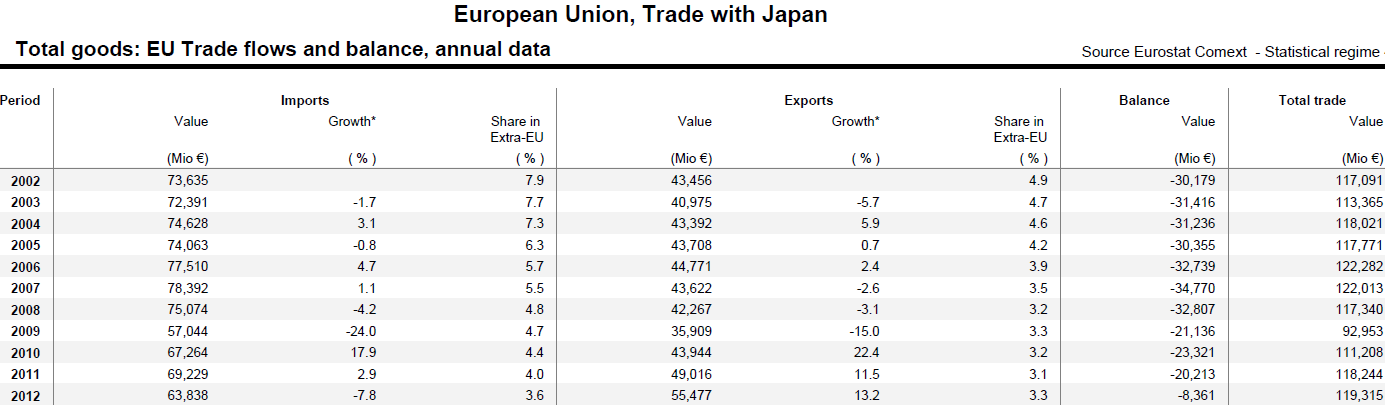 European Union, Trade with Japan
Total goods: EU Trade flows and balance, annual data Source Eurostat Comext - Statistical regime
Period Imports Exports Balance Total trade
Value Growth* Share in Extra-EU Value Growth* Share in Extra-EU Value Value
(Mio €) ( % ) ( % ) (Mio €) ( % ) ( % ) (Mio €) (Mio €)
2002 73,635 7.9 43,456 4.9 -30,179 117,091
2003 72,391 -1.7 7.7 40,975 -5.7 4.7 -31,416 113,365
2004 74,628 3.1 7.3 43,392 5.9 4.6 -31,236 118,021
2005 74,063 -0.8 6.3 43,708 0.7 4.2 -30,355 117,771
2006 77,510 4.7 5.7 44,771 2.4 3.9 -32,739 122,282
2007 78,392 1.1 5.5 43,622 -2.6 3.5 -34,770 122,013
2008 75,074 -4.2 4.8 42,267 -3.1 3.2 -32,807 117,340
2009 57,044 -24.0 4.7 35,909 -15.0 3.3 -21,136 92,953
2010 67,264 17.9 4.4 43,944 22.4 3.2 -23,321 111,208
2011 69,229 2.9 4.0 49,016 11.5 3.1 -20,213 118,244
2012 63,838 -7.8 3.6 55,477 13.2 3.3 -8,361 119,315